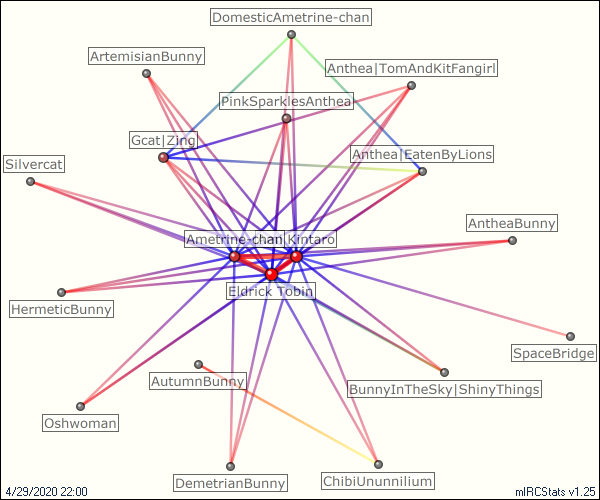 DomesticAmetrine-chan
ArtemisianBunny
Anthea|TomAndKitFangirl
PinkSparklesAnthea
Gcat|Zing
Anthea|EatenByLions
Silvercat
AntheaBunny
Ametrine-chan
Kintaro
Eldrick Tobin
HermeticBunny
SpaceBridge
AutumnBunny
BunnyInTheSky|ShinyThings
Oshwoman
DemetrianBunny
ChibiUnunnilium
4/29/2020 22:00
mIRCStats v1.25